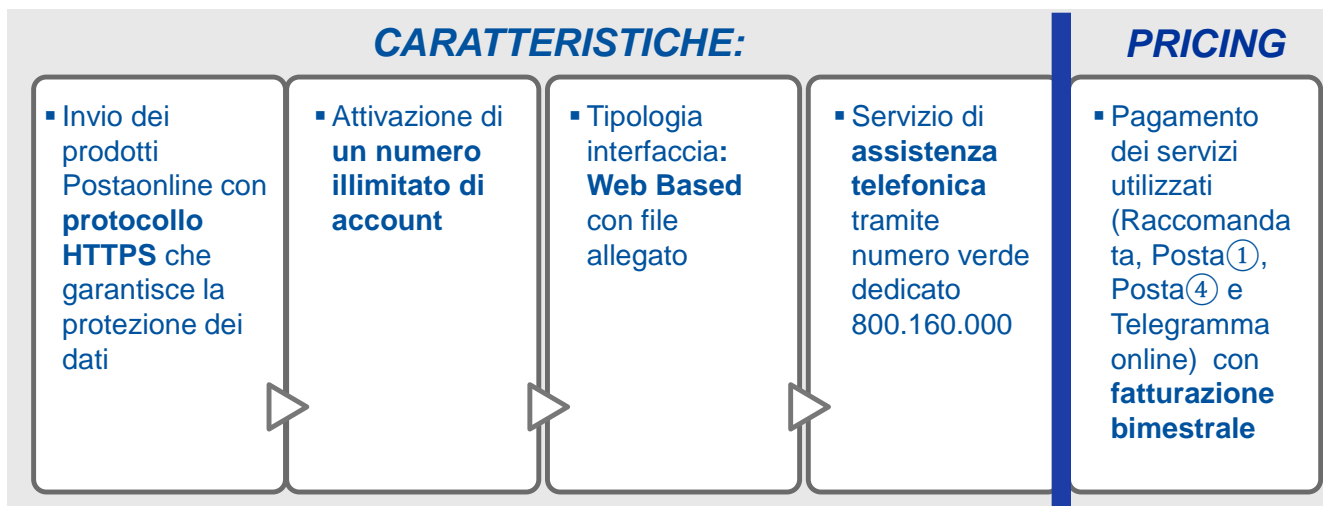 CARATTERISTICHE:
PRICING
▪ Invio dei
prodotti
Postaonline con
protocollo
HTTPS che
garantisce la
protezione dei
dati
▪ Attivazione di
un numero
illimitato di
account
▪ Tipologia
interfaccia:
Web Based
con file
allegato
▪ Servizio di
assistenza
telefonica
tramite
numero verde
dedicato
800.160.000
▪ Pagamento
dei servizi
utilizzati
(Raccomanda
ta, Posta①,
Posta④ e
Telegramma
online) con
fatturazione
bimestrale